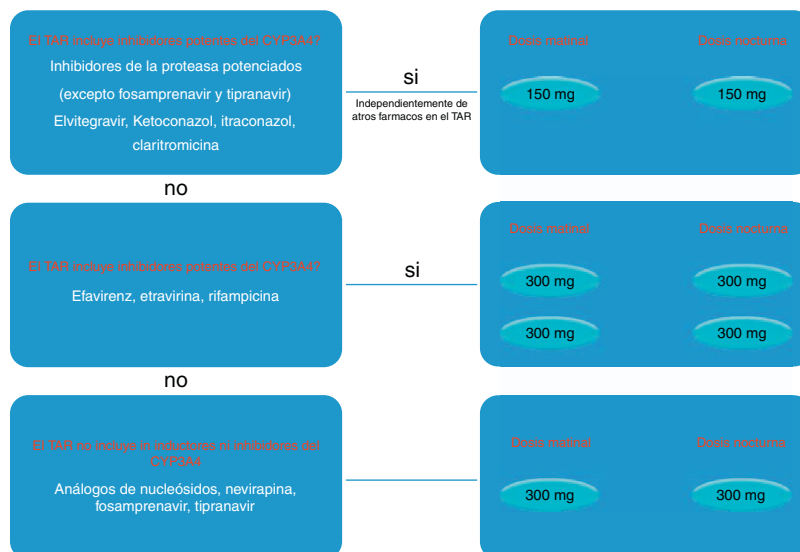 El TAR incluye inhibidores potentes del CYP3A4?
Inhibidores de la proteasa potenciados
(excepto fosamprenavir y tipranavir)
Elvitegravir, Ketoconazol, itraconazol,
claritromicina
si
Independientemente de
atros farmacos en el TAR
Dosis matinal
Dosis nocturna
150 mg
150 mg
no
El TAR incluye inhibidores potentes del CYP3A4?
Efavirenz, etravirina, rifampicina
si
Dosis matinal
Dosis nocturna
300 mg
300 mg
300 mg
300 mg
no
El TAR no incluye ni inductores ni inhibidores del
CYP3A4
Análogos de nucleósidos, nevirapina,
fosamprenavir, tipranavir
Dosis matinal
Dosis nocturna
300 mg
300 mg